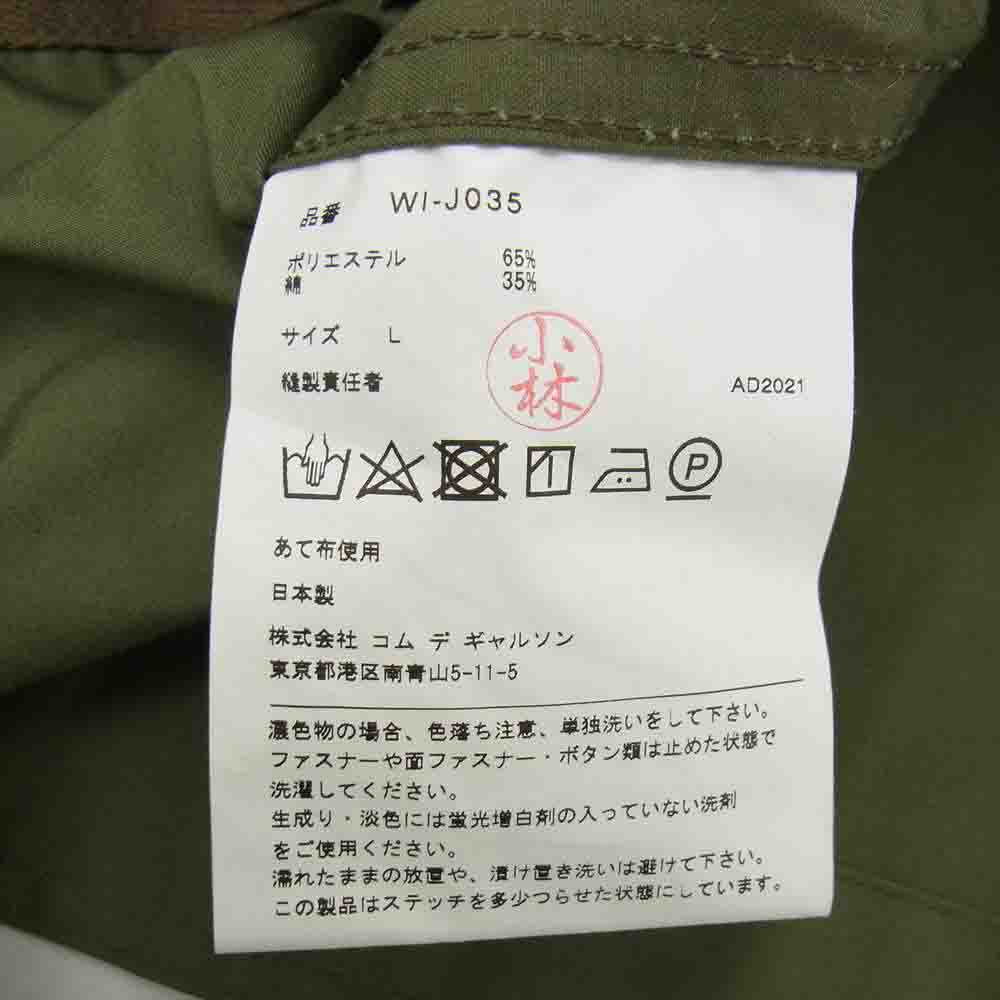 品番 WI-J035
ポリエステル 65%
綿 35%
サイズ L
小林
縫製責任者 AD2021
P
あて布使用
日本製
株式会社 コム デ ギャルソン
東京都港区南青山5-11-5
濃色物の場合、色落ち注意、単独洗いをして下さい。
ファスナーや面ファスナー・ボタン類は止めた状態で
洗濯してください。
生成り・淡色には蛍光増白剤の入っていない洗剤
をご使用ください。
濡れたままの放置や、漬け置き洗いは避けて下さい。
この製品はステッチを多少つらせた状態にしています。